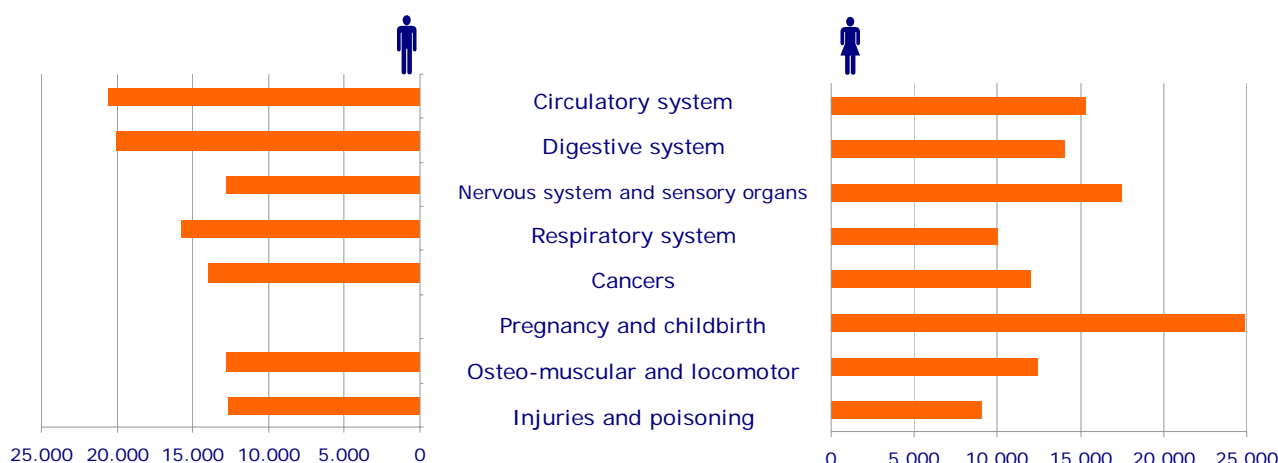 Circulatory system
Digestive system
Nervous system and sensory organs
Respiratory system
Cancers
Pregnancy and childbirth
Osteo-muscular and locomotor
Injuries and poisoning
25.000 20.000 15.000 10.000 5.000 0
0 5.000 10.000 15.000 20.000 25.000